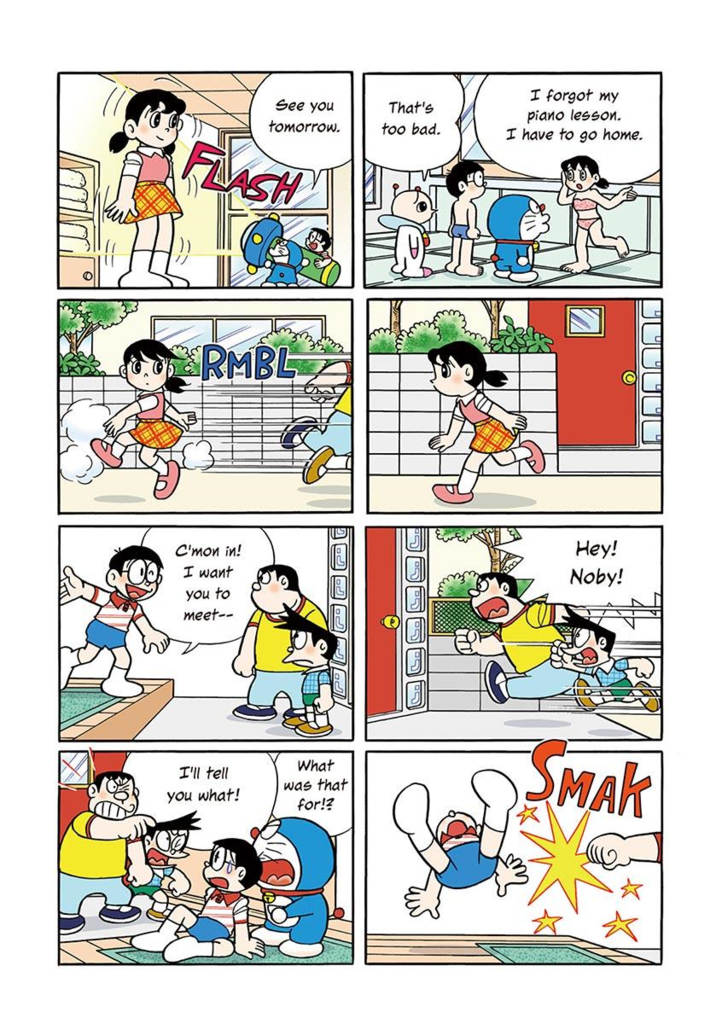 I forgot my
piano lesson.
I have to go home.
That's
too bad.
See you
tomorrow.
FLASH
RMBL
Hey!
Noby!
C'mon in!
I want
you to
meet--
SMAK
What
was that
for!?
I'll tell
you what!